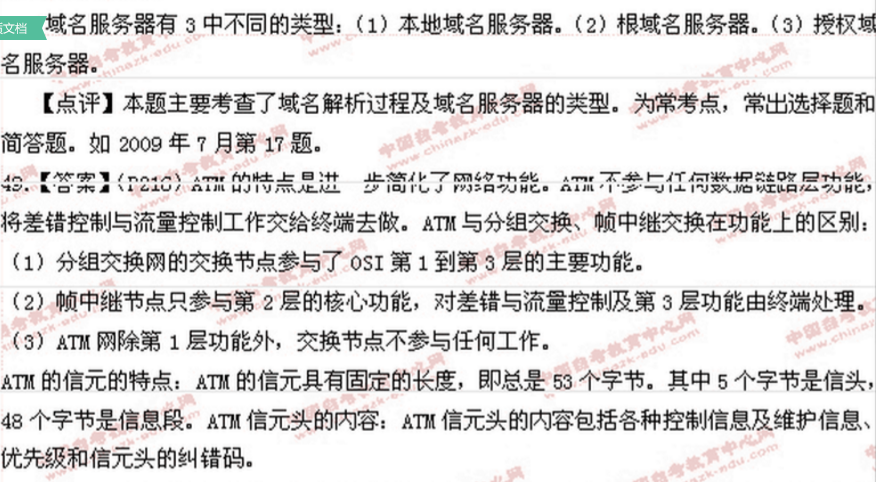 域名服务器有 3 中不同的类型：（1）本地域名服务器。（2）根域名服务器。（3）授权域
名服务器。
【点评】本题主要考查了域名解析过程及域名服务器的类型。为常考点，常出选择题和
简答题。如 2009 年 7 月第 17 题。
48.【答案】（P216）ATM 的特点是进一步简化了网络功能。ATM 不参与任何数据链路层功能，
将差错控制与流量控制工作交给终端去做。ATM 与分组交换、帧中继交换在功能上的区别：
（1）分组交换网的交换节点参与了 OSI 第 1 到第 3 层的主要功能。
（2）帧中继节点只参与第 2 层的核心功能，对差错与流量控制及第 3 层功能由终端处理。
（3）ATM 网除第 1 层功能外，交换节点不参与任何工作。
ATM 的信元的特点：ATM 的信元具有固定的长度，即总是 53 个字节。其中 5 个字节是信头，
48 个字节是信息段。ATM 信元头的内容：ATM 信元头的内容包括各种控制信息及维护信息、
优先级和信元头的纠错码。